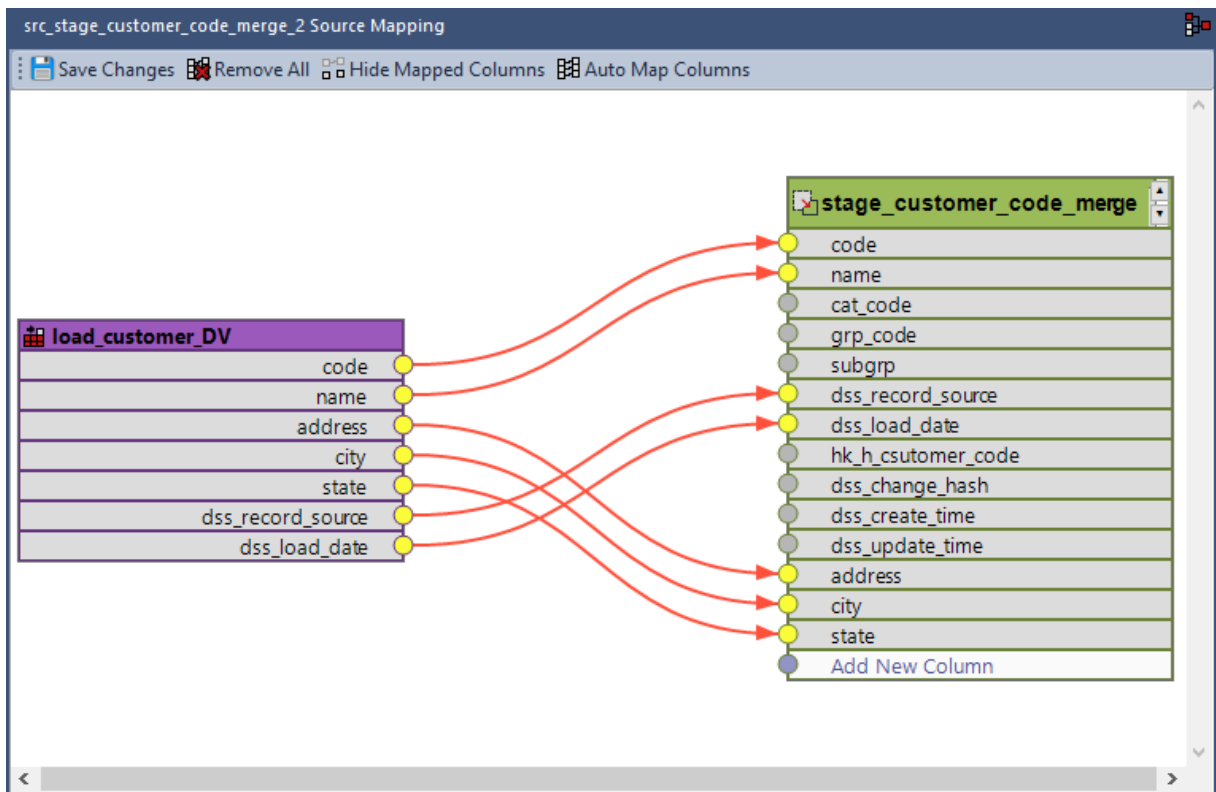 src_stage_customer_code_merge_2 Source Mapping
Save Changes Remove All Hide Mapped Columns Auto Map Columns
load_customer_DV
code
name
address
city
state
dss_record_source
dss_load_date
stage_customer_code_merge
code
name
cat_code
grp_code
subgrp
dss_record_source
dss_load_date
hk_h_csutomer_code
dss_change_hash
dss_create_time
dss_update_time
address
city
state
Add New Column